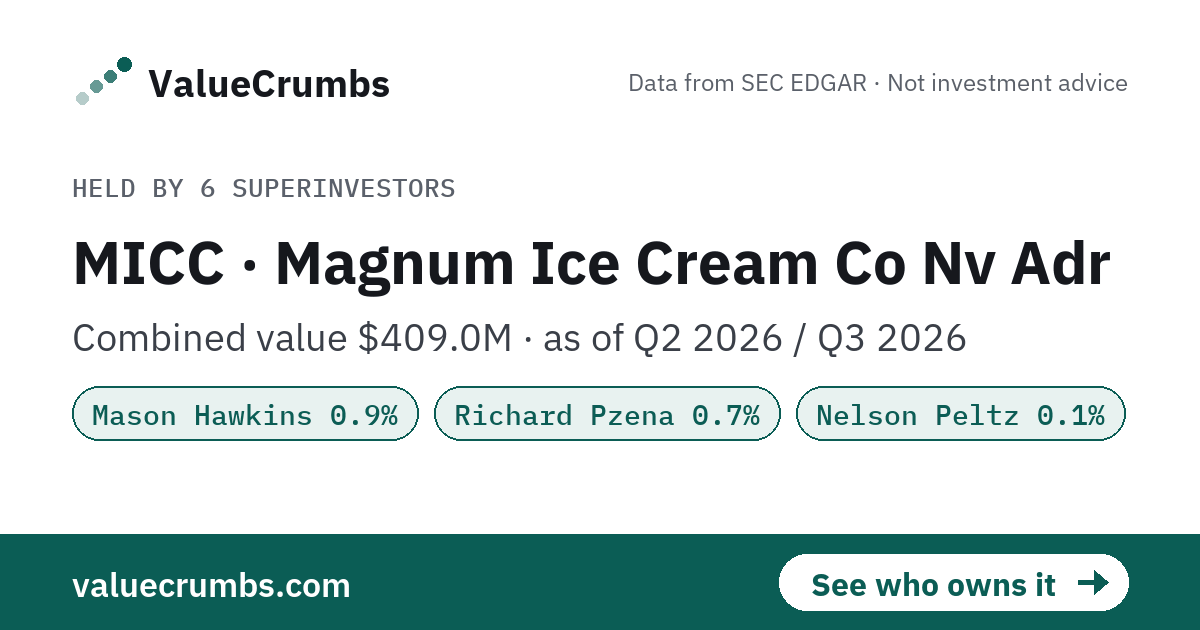 ValueCrumbs
Data from SEC EDGAR · Not investment advice
HELD BY 6 SUPERINVESTORS
MICC · Magnum Ice Cream Co Nv Adr
Combined value $409.0M · as of Q2 2026 / Q3 2026
Mason Hawkins 0.9% Richard Pzena 0.7% Nelson Peltz 0.1%
valuecrumbs.com
See who owns it